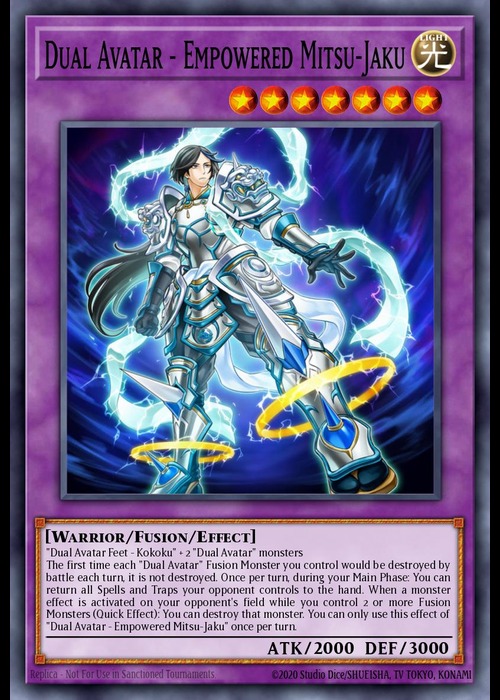 Dual Avatar - Empowered Mitsu-Jaku
LIGHT
光
[Warrior/Fusion/Effect]
"Dual Avatar Feet - Kokoku" + 2 "Dual Avatar" monsters
The first time each "Dual Avatar" Fusion Monster you control would be destroyed by
battle each turn, it is not destroyed. Once per turn, during your Main Phase: You can
return all Spells and Traps your opponent controls to the hand. When a monster
effect is activated on your opponent's field while you control 2 or more Fusion
Monsters (Quick Effect): You can destroy that monster. You can only use this effect of
"Dual Avatar - Empowered Mitsu-Jaku" once per turn.
ATK/2000 DEF/3000
Replica - Not For Use in Sanctioned Tournaments
©2020 Studio Dice/SHUEISHA, TV TOKYO, KONAMI